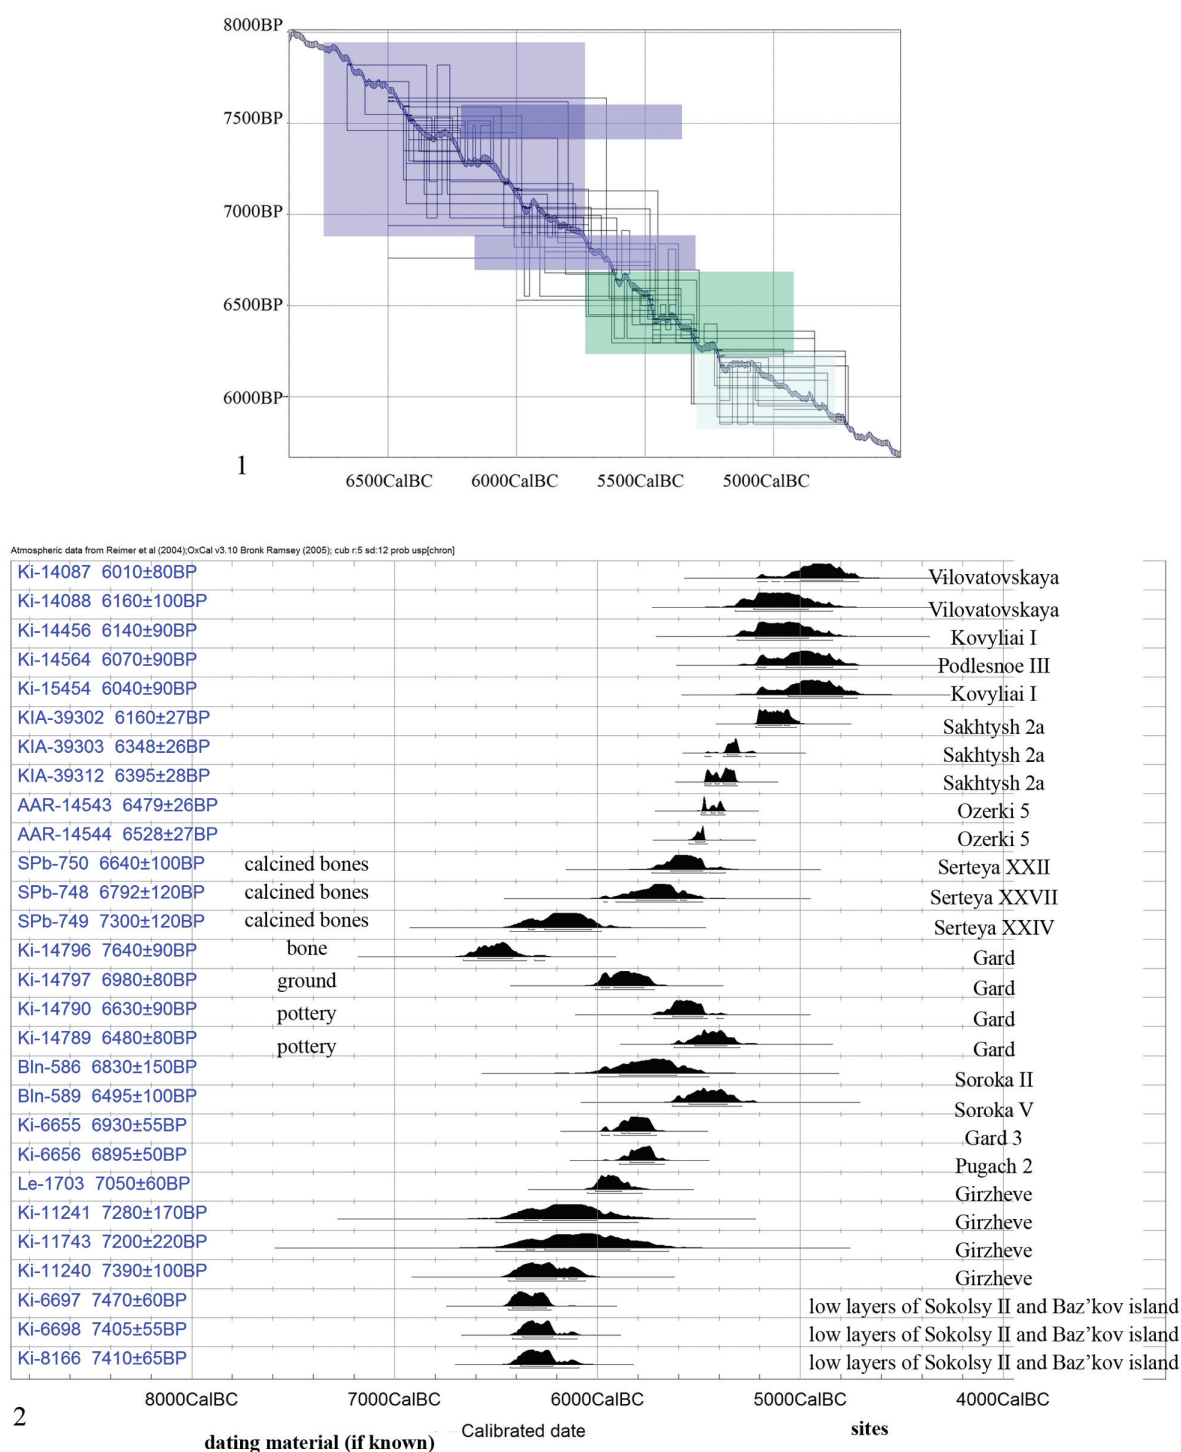 8000BP
7500BP
7000BP
6500BP
6000BP
1
6500CalBC 6000CalBC 5500CalBC 5000CalBC
Atmospheric data from Reimer et al (2004);OxCal v3.10 Bronk Ramsey (2005); cub r:5 sd:12 prob usp[chron]
Ki-14087 6010±80BP Vilovatovskaya
Ki-14088 6160±100BP Vilovatovskaya
Ki-14456 6140±90BP Kovyliai I
Ki-14564 6070±90BP Podlesnoe III
Ki-15454 6040±90BP Kovyliai I
KIA-39302 6160±27BP Sakhtysh 2a
KIA-39303 6348±26BP Sakhtysh 2a
KIA-39312 6395±28BP Sakhtysh 2a
AAR-14543 6479±26BP Ozerki 5
AAR-14544 6528±27BP Ozerki 5
SPb-750 6640±100BP calcined bones Serteya XXII
SPb-748 6792±120BP calcined bones Serteya XXVII
SPb-749 7300±120BP calcined bones Serteya XXIV
Ki-14796 7640±90BP bone Gard
Ki-14797 6980±80BP ground Gard
Ki-14790 6630±90BP pottery Gard
Ki-14789 6480±80BP pottery Gard
Bln-586 6830±150BP Soroka II
Bln-589 6495±100BP Soroka V
Ki-6655 6930±55BP Gard 3
Ki-6656 6895±50BP Pugach 2
Le-1703 7050±60BP Girzheve
Ki-11241 7280±170BP Girzheve
Ki-11743 7200±220BP Girzheve
Ki-11240 7390±100BP Girzheve
Ki-6697 7470±60BP low layers of Sokolsy II and Baz'kov island
Ki-6698 7405±55BP low layers of Sokolsy II and Baz'kov island
Ki-8166 7410±65BP low layers of Sokolsy II and Baz'kov island
8000CalBC 7000CalBC 6000CalBC 5000CalBC 4000CalBC
2
dating material (if known) Calibrated date sites